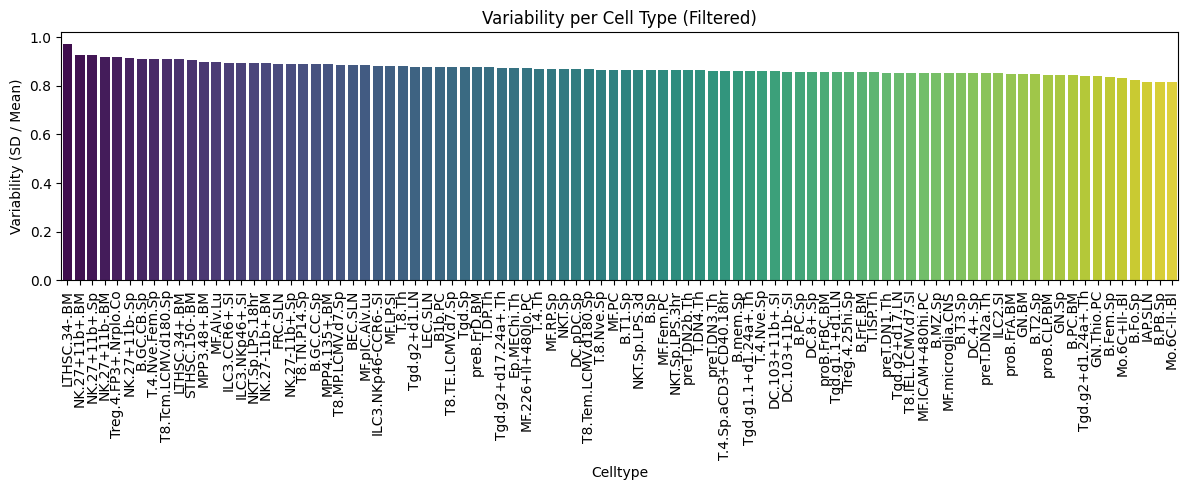 Variability per Cell Type (Filtered)
Variability (SD / Mean)
1.0
0.8
0.6
0.4
0.2
0.0
LTHSC.34-.BM
NK.27+11b+.BM
NK.27+11b+.Sp
NK.27+11b-.BM
Treg.4.FP3+.Nrplo.Co
NK.27+11b-.Sp
B.GC.CB.Sp
T.4.Nve.Fem.Sp
T8.Tcm.LCMV.d180.Sp
LTHSC.34+.BM
STHSC.150-.BM
MPP3.48+.BM
MF.Alv.Lu
ILC3.CCR6+.SI
ILC3.NKp46+.SI
NKT.Sp.LPS.18hr
NK.27-11b+.BM
FRC.SLN
NK.27-11b+.Sp
T8.TN.P14.Sp
B.GC.CC.Sp
MPP4.135+.BM
T8.MP.LCMV.d7.Sp
BEC.SLN
MF.pIC.Alv.Lu
ILC3.NKp46-CCR6-.SI
MF.LP.SI
T.8.Th
Tgd.g2+d1.LN
LEC.SLN
B1b.PC
T8.TE.LCMV.d7.Sp
Tgd.Sp
preB.FrD.BM
T.DP.Th
Tgd.g2+d17.24a+.Th
Ep.MEChi.Th
MF.226+II+480lo.PC
T.4.Th
MF.RP.Sp
NKT.Sp
DC.pDC.Sp
T8.Tem.LCMV.d180.Sp
T.8.Nve.Sp
MF.PC
B.T1.Sp
NKT.Sp.LPS.3d
B.Sp
MF.Fem.PC
NKT.Sp.LPS.3hr
preT.DN2b.Th
T.DN4.Th
preT.DN3.Th
T.4.Sp.aCD3+CD40.18hr
B.mem.Sp
Tgd.g1.1+d1.24a+.Th
T.4.Nve.Sp
DC.103+11b+.SI
DC.103+11b-.SI
B.PC.Sp
DC.8+.Sp
proB.FrBC.BM
Tgd.g1.1+d1.LN
Treg.4.25hi.Sp
B.FrE.BM
T.ISP.Th
preT.DN1.Th
Tgd.g2+d17.LN
T8.IEL.LCMV.d7.SI
MF.ICAM+480hi.PC
B.MZ.Sp
MF.microglia.CNS
B.T3.Sp
DC.4+.Sp
preT.DN2a.Th
ILC2.SI
proB.FrA.BM
GN.BM
B.T2.Sp
proB.CLP.BM
GN.Sp
B.PC.BM
Tgd.g2+d1.24a+.Th
GN.Thio.PC
B.Fem.Sp
Mo.6C+II-.Bl
IAP.SLN
B.PB.Sp
Mo.6C-II-.Bl
Celltype